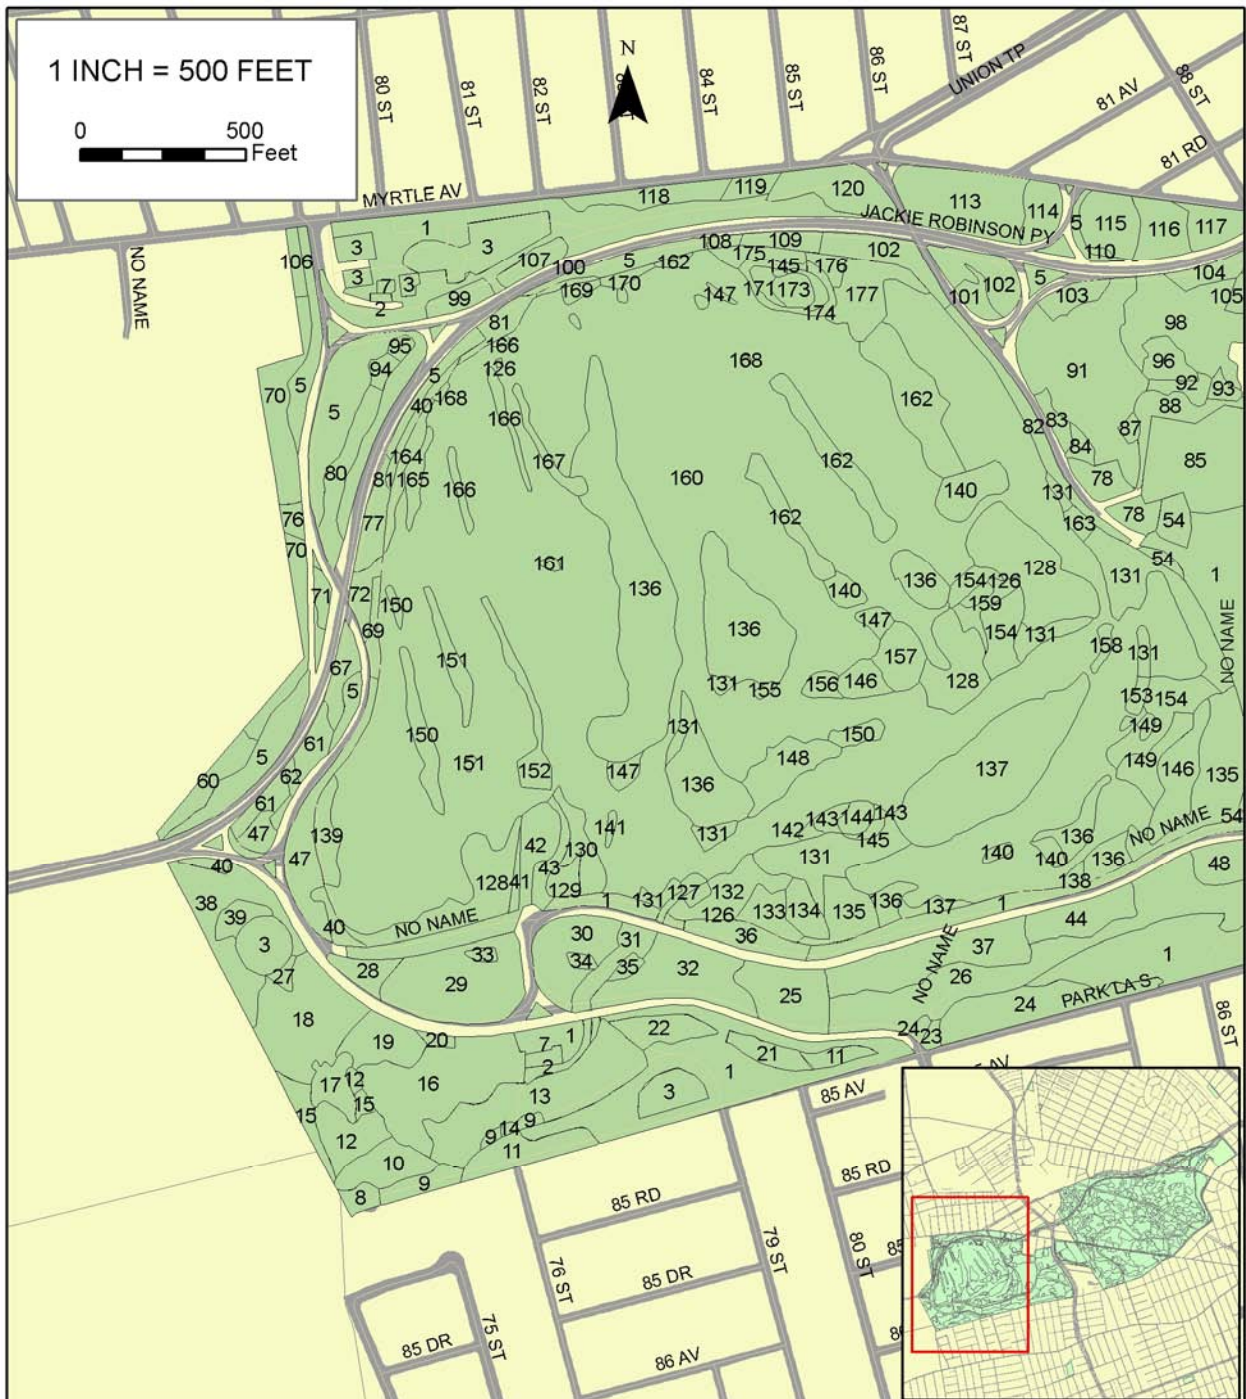 1 INCH = 500 FEET
0 500
Feet
N
80 ST
81 ST
82 ST
84 ST
85 ST
86 ST
87 ST
88 ST
UNION TP
81 AV
81 RD
MYRTLE AV
JACKIE ROBINSON PY
NO NAME
118 119 120 113 114 5 115 116 117
1 3 3 106 107 100 5 162 108 109 102 110
3 7 3 2 99 169 170 175 145 176 101 102 5 103 104 105
147 171 173 174 177 98
95 94 81 166 126 168 5 40 168 91 96 92 93 88
70 5 5 166 162 82 83 87 84
80 164 81 165 166 167 160 162 140 78 85
76 77 162 131 163 78 54
70 71 72 150 69 161 136 140 136 154 126 128 54 131 1
159 147 154 131 158 131
NO NAME
136 157 128
67 5 151 131 155 156 146 153 154
150 131 150 149
60 5 61 62 151 152 147 136 148 137 149 146 135
61 47 139 141 131 142 143 144 143 145 136 54
NO NAME
40 47 42 43 130 131 140 140 136 48
38 39 128 41 129 1 131 127 132 126 133 134 135 136 137 1 138
40 NO NAME
3 27 28 29 33 30 31 34 35 36 32 25 37 44 26 1
NO NAME
24 PARK LA S
18 19 20 7 1 22 21 11 24 23
17 12 15 16 2 13 3 1
15 12 10 9 14 9 11
8 9
86 ST
AV
85 AV
85 RD
85 RD
76 ST
79 ST
80 ST
85 DR
85 DR
75 ST
86 AV